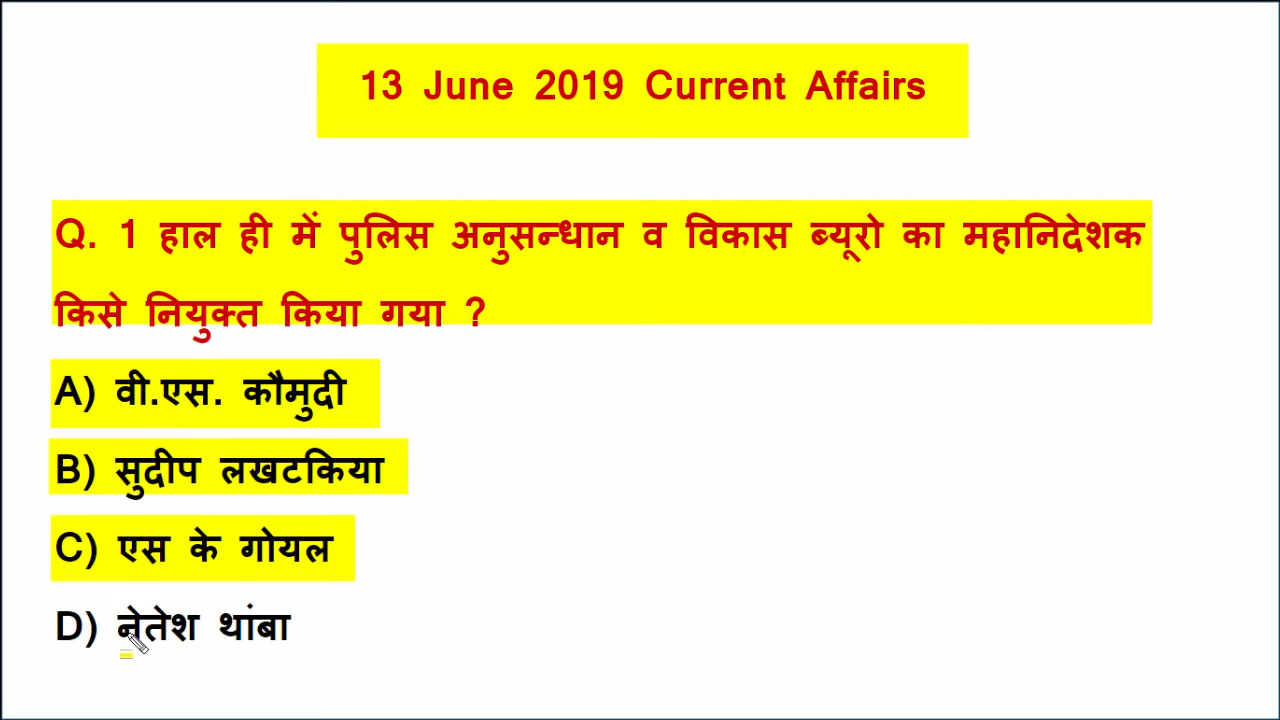 13 June 2019 Current Affairs
Q. 1 हाल ही में पुलिस अनुसन्धान व विकास ब्यूरो का महानिदेशक
किसे नियुक्त किया गया ?
A) वी.एस. कौमुदी
B) सुदीप लखटकिया
C) एस के गोयल
D) नेतेश थांबा